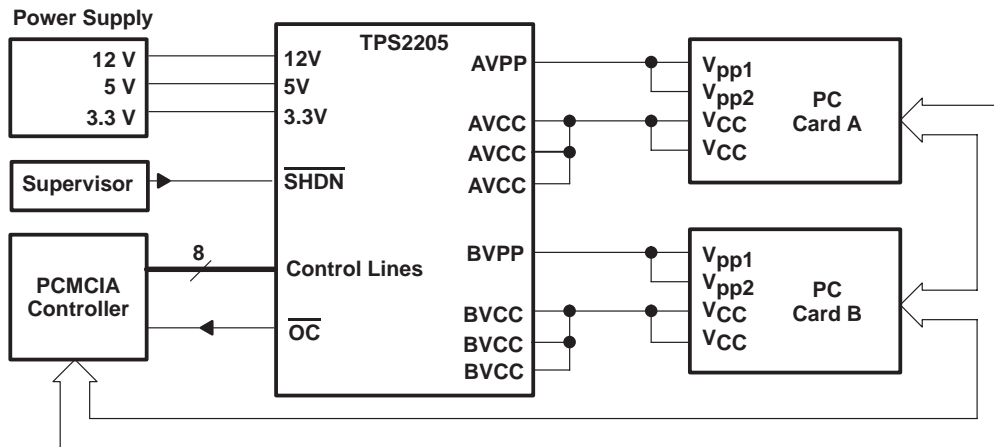 Power Supply
12 V
5 V
3.3 V
Supervisor
PCMCIA
Controller
8
TPS2205
12V
5V
3.3V
SHDN
Control Lines
OC
AVPP
AVCC
AVCC
AVCC
BVPP
BVCC
BVCC
BVCC
Vpp1
Vpp2
VCC
VCC
PC
Card A
Vpp1
Vpp2
VCC
VCC
PC
Card B